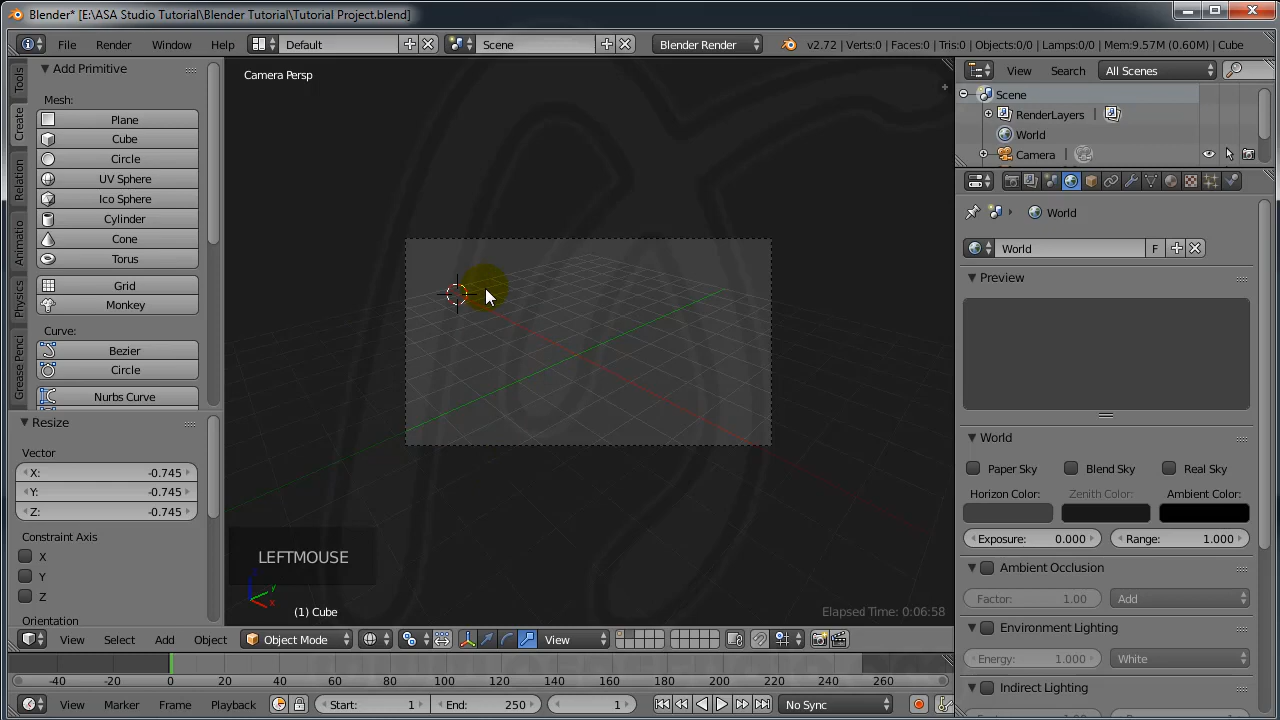 Blender* [E:\ASA Studio Tutorial\Blender Tutorial\Tutorial Project.blend]
File Render Window Help Default Scene Blender Render v2.72 | Verts:0 | Faces:0 | Tris:0 | Objects:0/0 | Lamps:0/0 | Mem:9.57M (0.60M) | Cube
Tools
Create
Relation
Animatio
Physics
Grease Penci
Add Primitive
Mesh:
Plane
Cube
Circle
UV Sphere
Ico Sphere
Cylinder
Cone
Torus
Grid
Monkey
Curve:
Bezier
Circle
Nurbs Curve
Resize
Vector
X: -0.745
Y: -0.745
Z: -0.745
Constraint Axis
X
Y
Z
Orientation
Camera Persp
LEFTMOUSE
(1) Cube
Elapsed Time: 0:06:58
View Select Add Object Object Mode View
-40 -20 0 20 40 60 80 100 120 140 160 180 200 220 240 260
View Marker Frame Playback Start: 1 End: 250 1 No Sync
View Search All Scenes
Scene
RenderLayers |
World
Camera |
World
World F
Preview
World
Paper Sky Blend Sky Real Sky
Horizon Color: Zenith Color: Ambient Color:
Exposure: 0.000 Range: 1.000
Ambient Occlusion
Factor: 1.00 Add
Environment Lighting
Energy: 1.000 White
Indirect Lighting